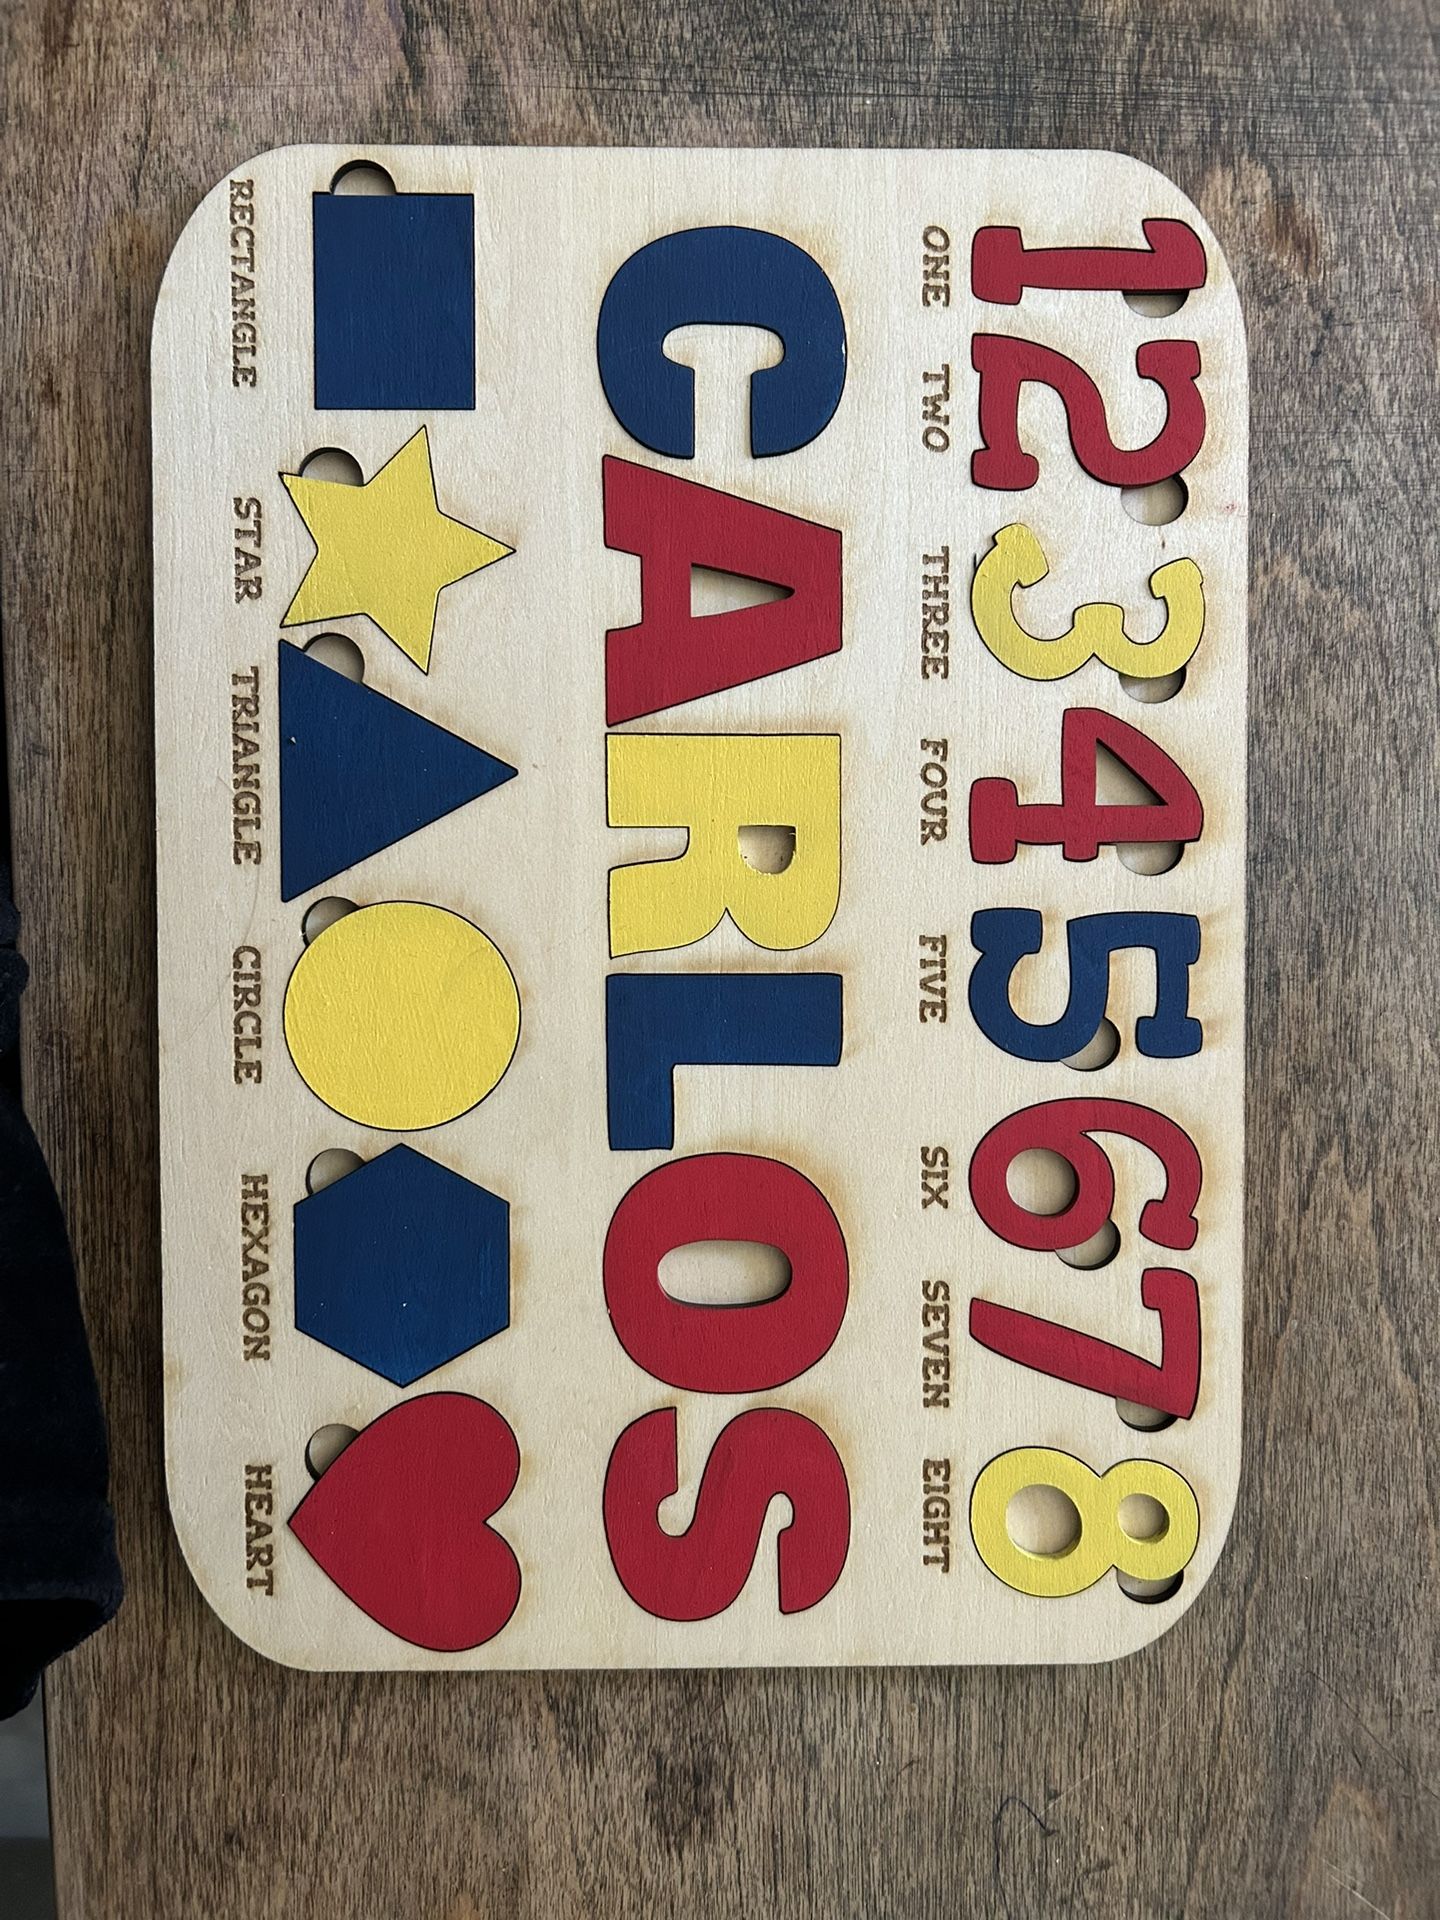 12345678
ONE TWO THREE FOUR FIVE SIX SEVEN EIGHT
CARLOS
RECTANGLE STAR TRIANGLE CIRCLE HEXAGON HEART